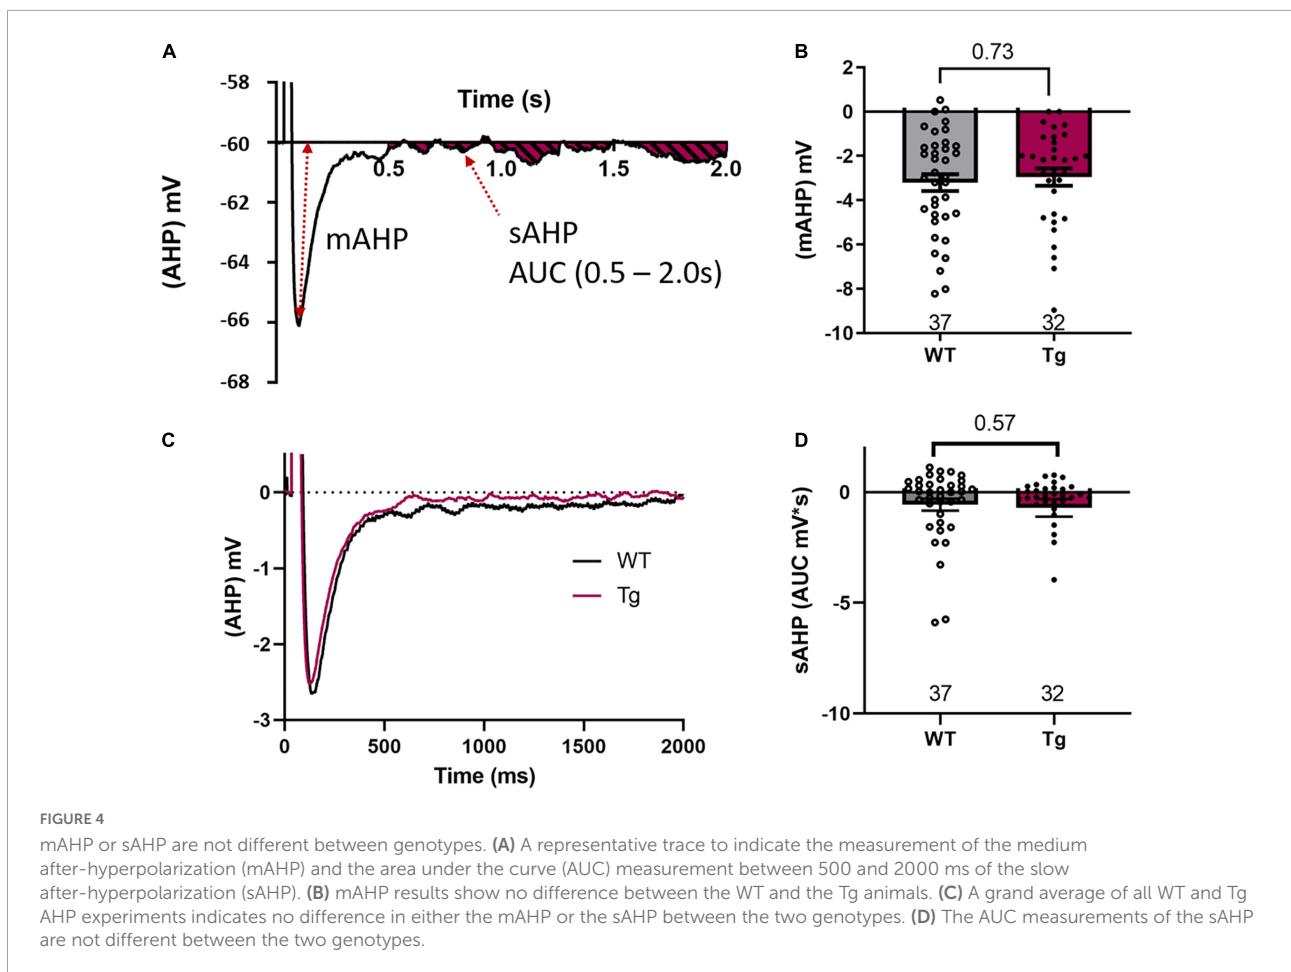 A
-58
-60
-62
-64
-66
-68
(AHP) mV
Time (s)
0.5
1.0
1.5
2.0
mAHP
sAHP
AUC (0.5 – 2.0s)
B
0.73
2
0
-2
-4
-6
-8
-10
(mAHP) mV
37
32
WT
Tg
C
0
-1
-2
-3
(AHP) mV
WT
Tg
0
500
1000
1500
2000
Time (ms)
D
0.57
0
-5
-10
sAHP (AUC mV*s)
37
32
WT
Tg
FIGURE 4
mAHP or sAHP are not different between genotypes. (A) A representative trace to indicate the measurement of the medium
after-hyperpolarization (mAHP) and the area under the curve (AUC) measurement between 500 and 2000 ms of the slow
after-hyperpolarization (sAHP). (B) mAHP results show no difference between the WT and the Tg animals. (C) A grand average of all WT and Tg
AHP experiments indicates no difference in either the mAHP or the sAHP between the two genotypes. (D) The AUC measurements of the sAHP
are not different between the two genotypes.